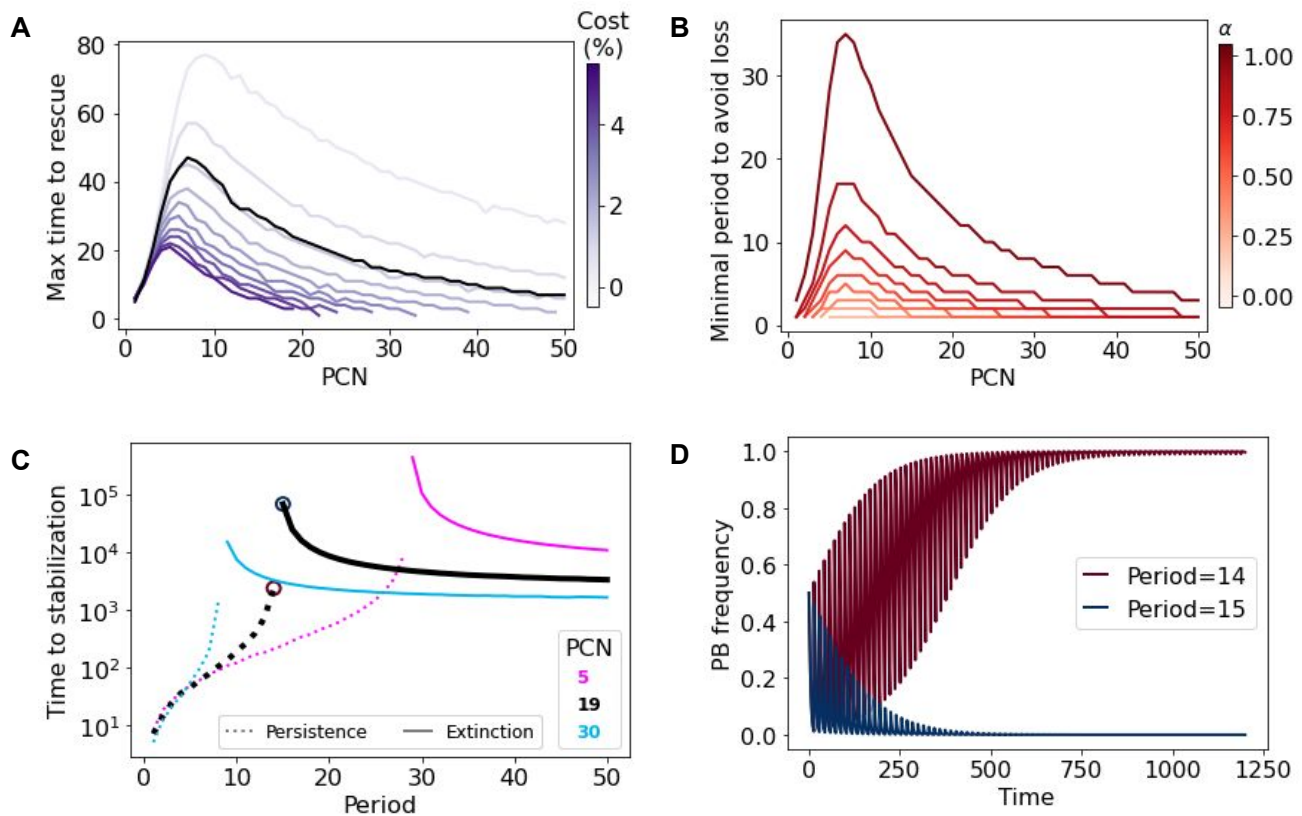 A
Cost
(%)
Max time to rescue
80
60
40
20
0
0
10
20
30
40
50
PCN
4
2
0
B
α
Minimal period to avoid loss
30
20
10
0
0
10
20
30
40
50
PCN
1.00
0.75
0.50
0.25
0.00
C
Time to stabilization
10⁵
10⁴
10³
10²
10¹
0
10
20
30
40
50
Period
Persistence
Extinction
PCN
5
19
30
D
PB frequency
1.0
0.8
0.6
0.4
0.2
0.0
0
250
500
750
1000
1250
Time
Period=14
Period=15